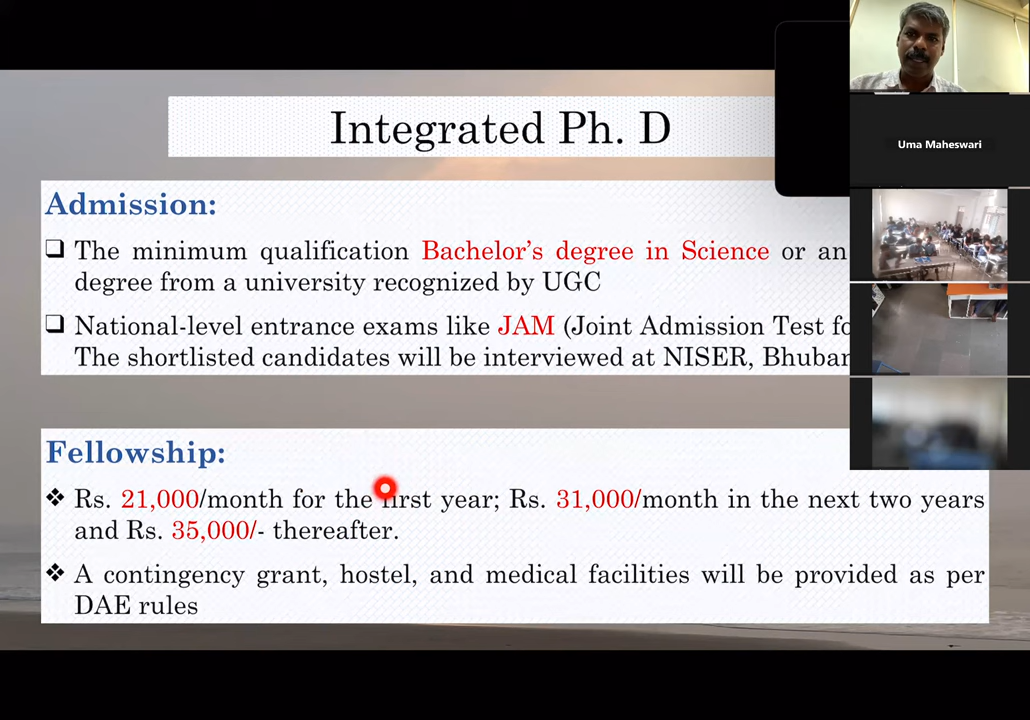 Integrated Ph. D
Uma Maheswari
Admission:
❑ The minimum qualification Bachelor's degree in Science or an
degree from a university recognized by UGC
❑ National-level entrance exams like JAM (Joint Admission Test fo
The shortlisted candidates will be interviewed at NISER, Bhuban
Fellowship:
❖ Rs. 21,000/month for the first year; Rs. 31,000/month in the next two years
and Rs. 35,000/- thereafter.
❖ A contingency grant, hostel, and medical facilities will be provided as per
DAE rules